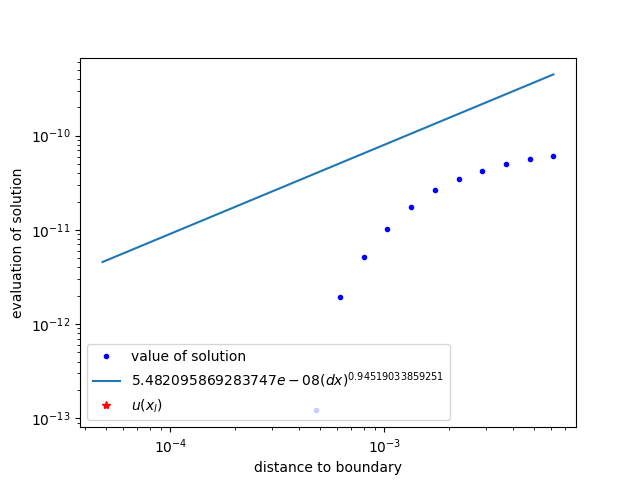 10⁻¹⁰
10⁻¹¹
10⁻¹²
10⁻¹³
evaluation of solution
value of solution
5.482095869283747e − 08(dx)^0.94519033859251
u(x_l)
10⁻⁴ 10⁻³
distance to boundary